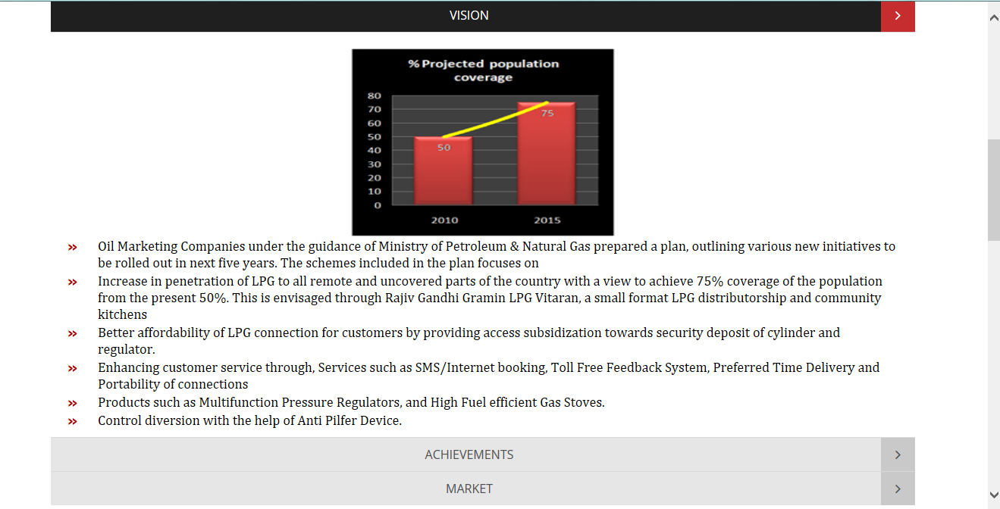 VISION
% Projected population
coverage
80
70
60
50
40
30
20
10
0
50
75
2010
2015
» Oil Marketing Companies under the guidance of Ministry of Petroleum & Natural Gas prepared a plan, outlining various new initiatives to
be rolled out in next five years. The schemes included in the plan focuses on
» Increase in penetration of LPG to all remote and uncovered parts of the country with a view to achieve 75% coverage of the population
from the present 50%. This is envisaged through Rajiv Gandhi Gramin LPG Vitaran, a small format LPG distributorship and community
kitchens
» Better affordability of LPG connection for customers by providing access subsidization towards security deposit of cylinder and
regulator.
» Enhancing customer service through, Services such as SMS/Internet booking, Toll Free Feedback System, Preferred Time Delivery and
Portability of connections
» Products such as Multifunction Pressure Regulators, and High Fuel efficient Gas Stoves.
» Control diversion with the help of Anti Pilfer Device.
ACHIEVEMENTS
MARKET